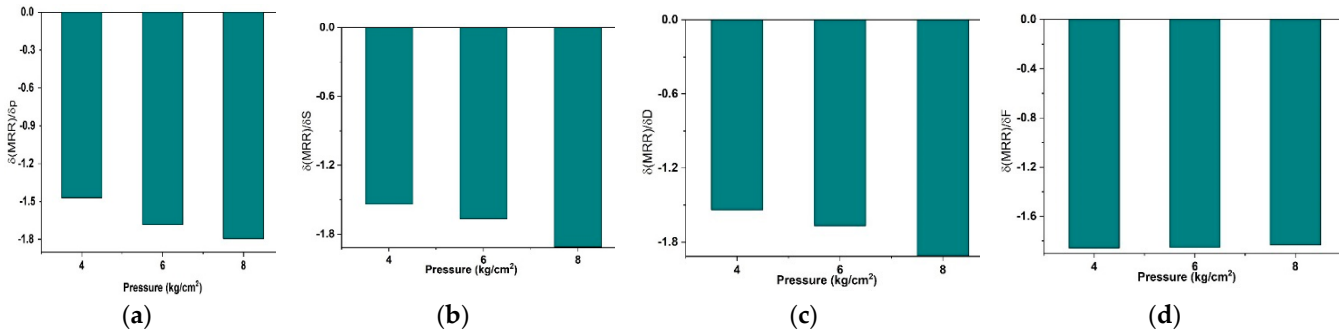 0.0
-0.3
-0.6
-0.9
-1.2
-1.5
-1.8
δ(MRR)/δp
4 6 8
Pressure (kg/cm²)
(a)
0.0
-0.6
-1.2
-1.8
δ(MRR)/δS
4 6 8
Pressure (kg/cm²)
(b)
0.0
-0.6
-1.2
-1.8
δ(MRR)/δD
4 6 8
Pressure (kg/cm²)
(c)
0.0
-0.4
-0.8
-1.2
-1.6
δ(MRR)/δF
4 6 8
Pressure (kg/cm²)
(d)